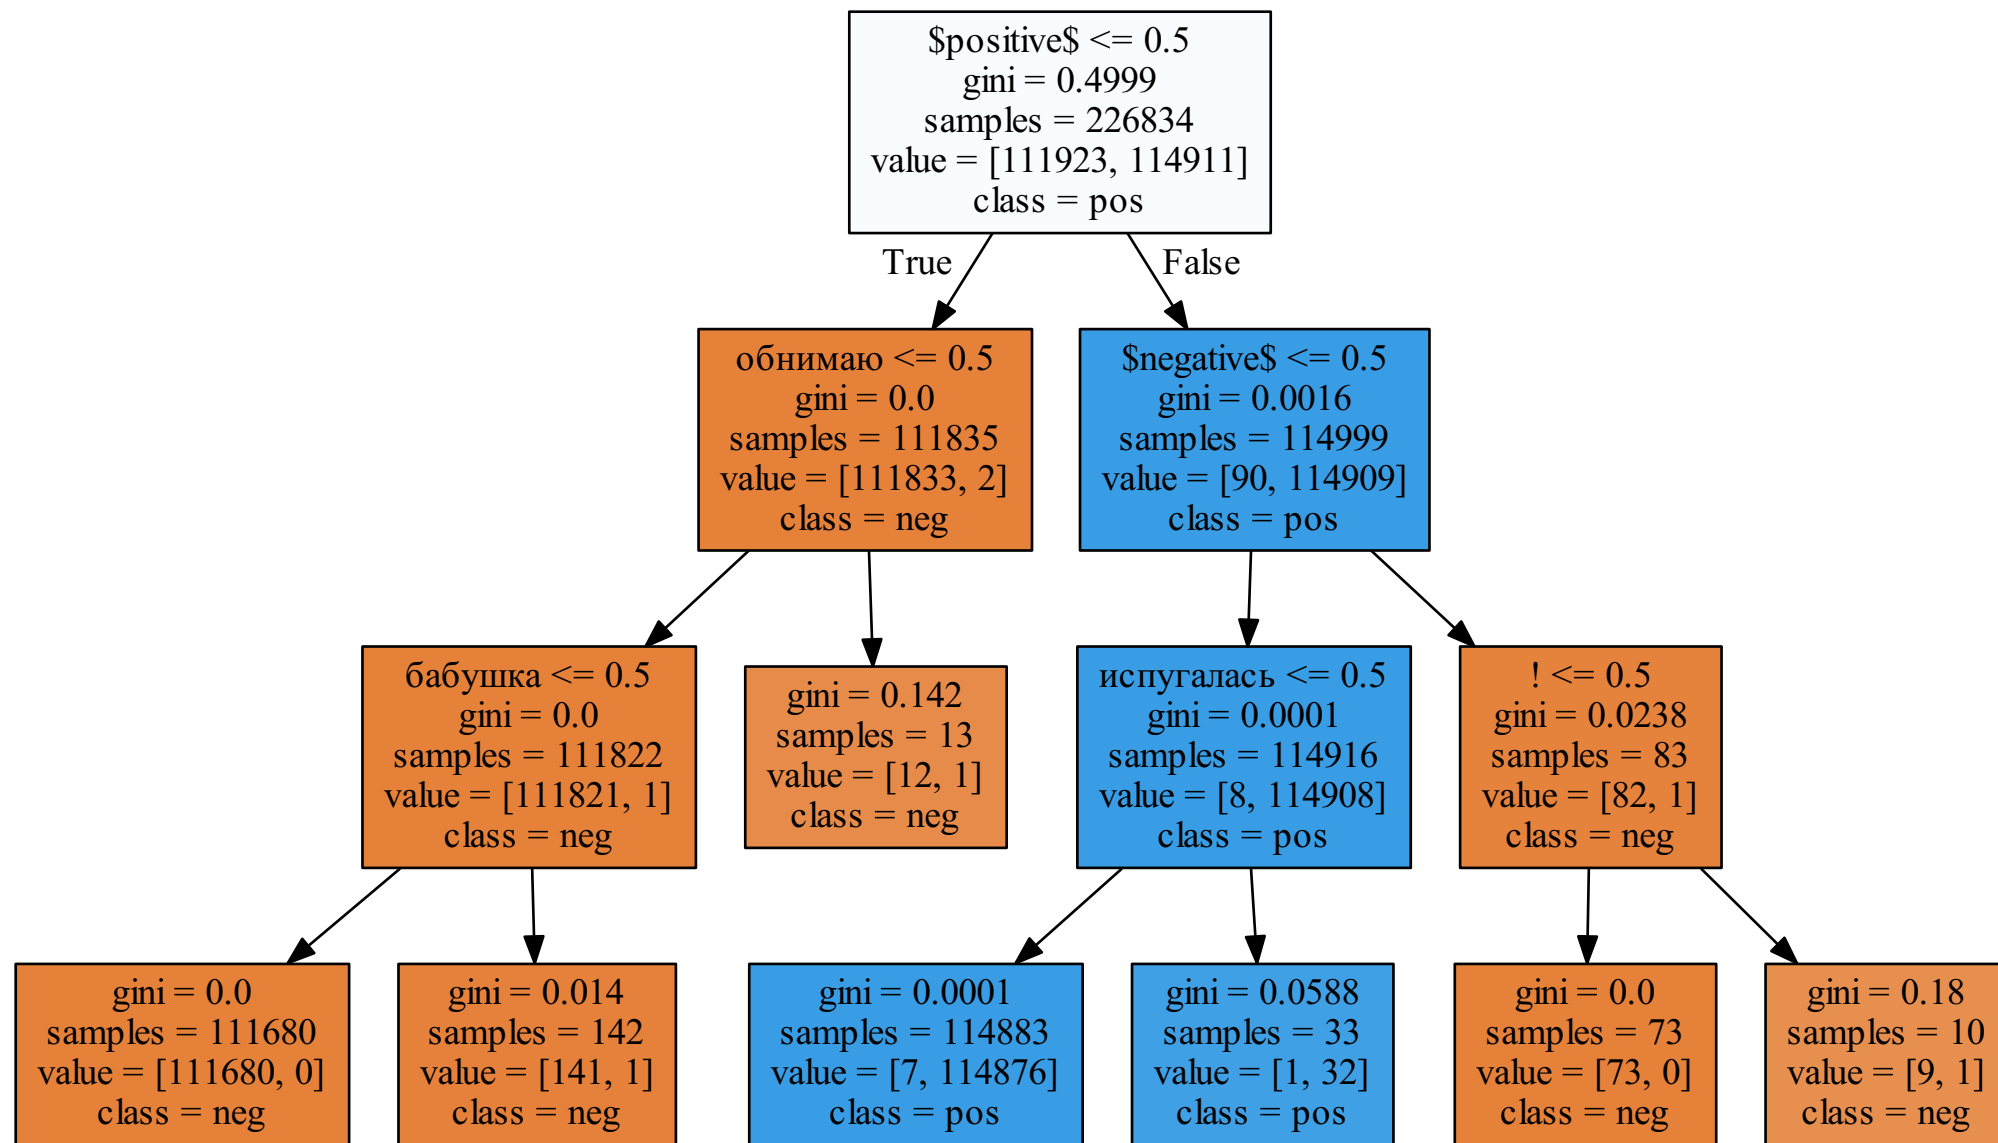 $positive$ <= 0.5
gini = 0.4999
samples = 226834
value = [111923, 114911]
class = pos
True
False
обнимаю <= 0.5
gini = 0.0
samples = 111835
value = [111833, 2]
class = neg
$negative$ <= 0.5
gini = 0.0016
samples = 114999
value = [90, 114909]
class = pos
бабушка <= 0.5
gini = 0.0
samples = 111822
value = [111821, 1]
class = neg
gini = 0.142
samples = 13
value = [12, 1]
class = neg
испугалась <= 0.5
gini = 0.0001
samples = 114916
value = [8, 114908]
class = pos
! <= 0.5
gini = 0.0238
samples = 83
value = [82, 1]
class = neg
gini = 0.0
samples = 111680
value = [111680, 0]
class = neg
gini = 0.014
samples = 142
value = [141, 1]
class = neg
gini = 0.0001
samples = 114883
value = [7, 114876]
class = pos
gini = 0.0588
samples = 33
value = [1, 32]
class = pos
gini = 0.0
samples = 73
value = [73, 0]
class = neg
gini = 0.18
samples = 10
value = [9, 1]
class = neg